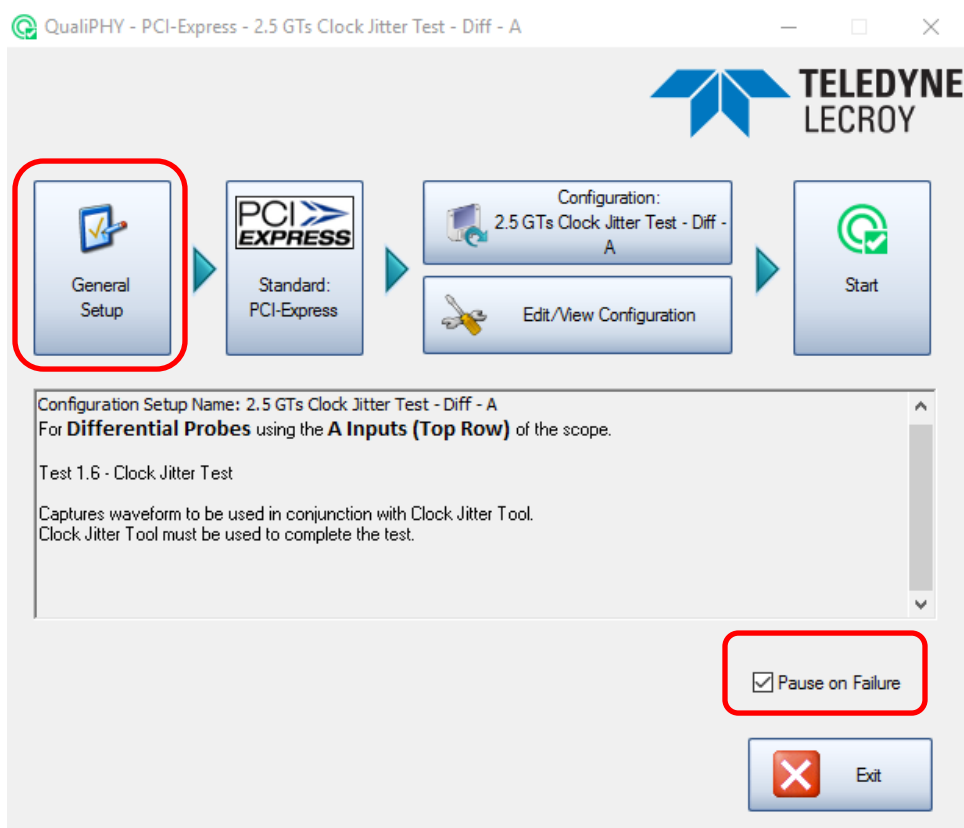 QualiPHY - PCI-Express - 2.5 GTs Clock Jitter Test - Diff - A
TELEDYNE
LECROY
General
Setup
PCI
EXPRESS
Standard:
PCI-Express
Configuration:
2.5 GTs Clock Jitter Test - Diff -
A
Edit/View Configuration
Start
Configuration Setup Name: 2.5 GTs Clock Jitter Test - Diff - A
For Differential Probes using the A Inputs (Top Row) of the scope.
Test 1.6 - Clock Jitter Test
Captures waveform to be used in conjunction with Clock Jitter Tool.
Clock Jitter Tool must be used to complete the test.
Pause on Failure
Exit